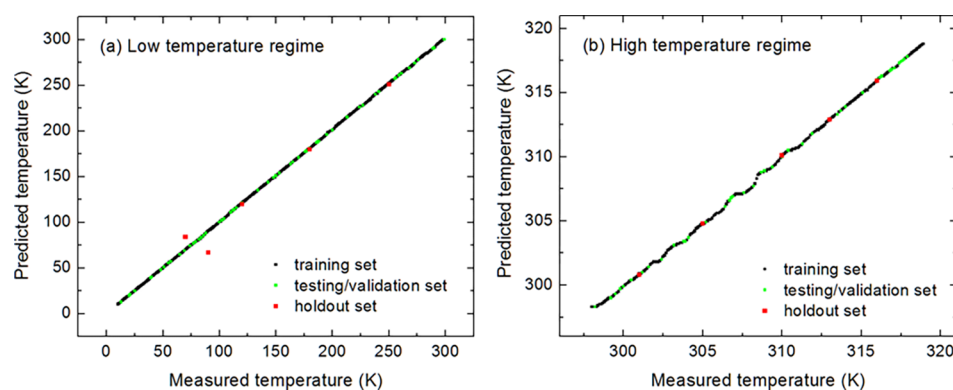 (a) Low temperature regime
Predicted temperature (K)
300
250
200
150
100
50
0
training set
testing/validation set
holdout set
0 50 100 150 200 250 300
Measured temperature (K)
(b) High temperature regime
Predicted temperature (K)
320
315
310
305
300
training set
testing/validation set
holdout set
300 305 310 315 320
Measured temperature (K)